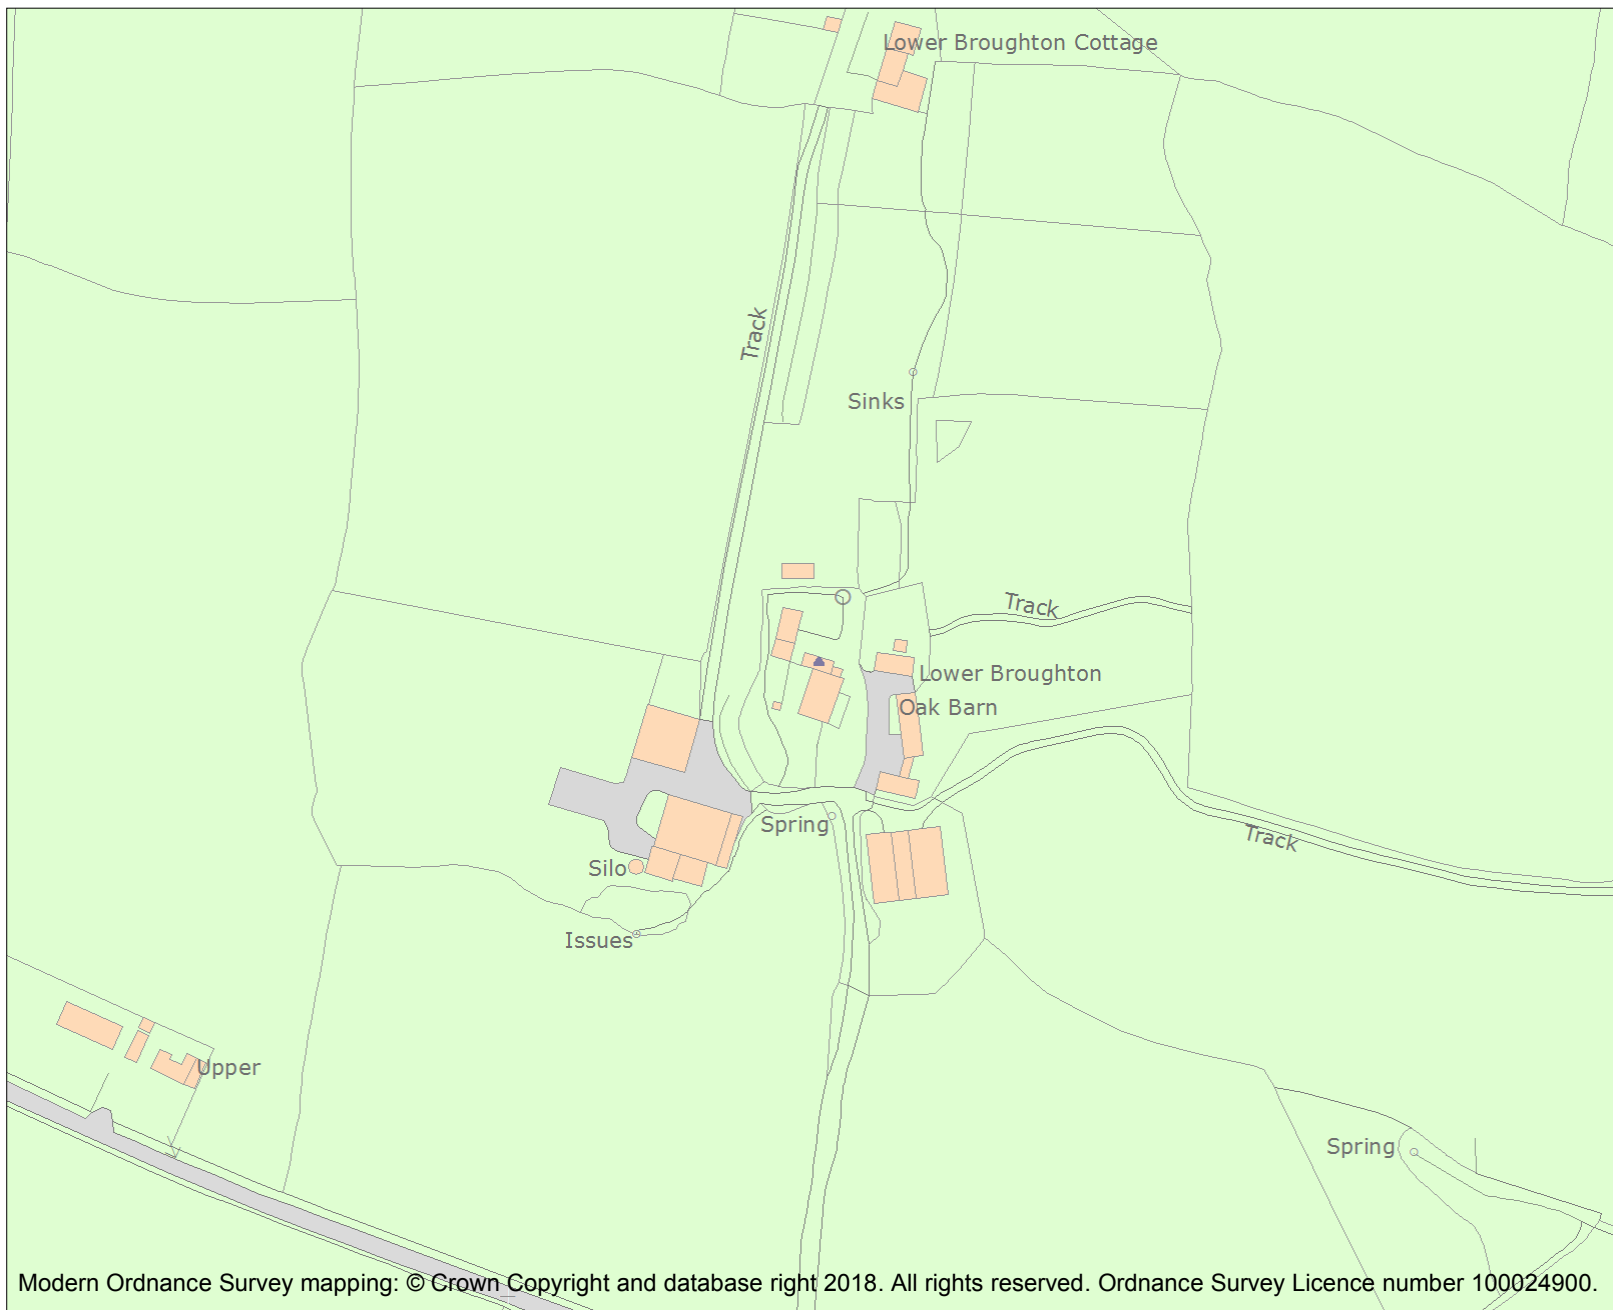 Lower Broughton Cottage
Track
Sinks
Track
Lower Broughton
Oak Barn
Spring
Track
Silo
Issues
Upper
Spring
Modern Ordnance Survey mapping: © Crown Copyright and database right 2018. All rights reserved. Ordnance Survey Licence number 100024900.